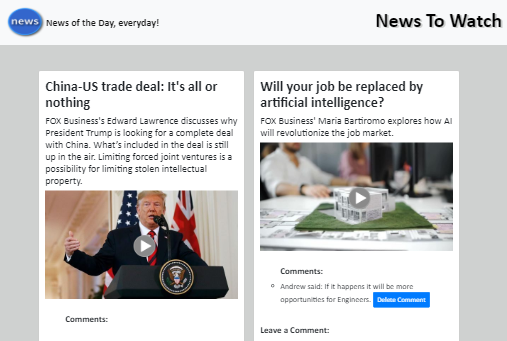 news
News of the Day, everyday!
News To Watch
China-US trade deal: It's all or
nothing
FOX Business's Edward Lawrence discusses why
President Trump is looking for a complete deal
with China. What's included in the deal is still
up in the air. Limiting forced joint ventures is a
possibility for limiting stolen intellectual
property.
Comments:
Will your job be replaced by
artificial intelligence?
FOX Business' Maria Bartiromo explores how AI
will revolutionize the job market.
Comments:
Andrew said: If it happens it will be more
opportunities for Engineers. Delete Comment
Leave a Comment: